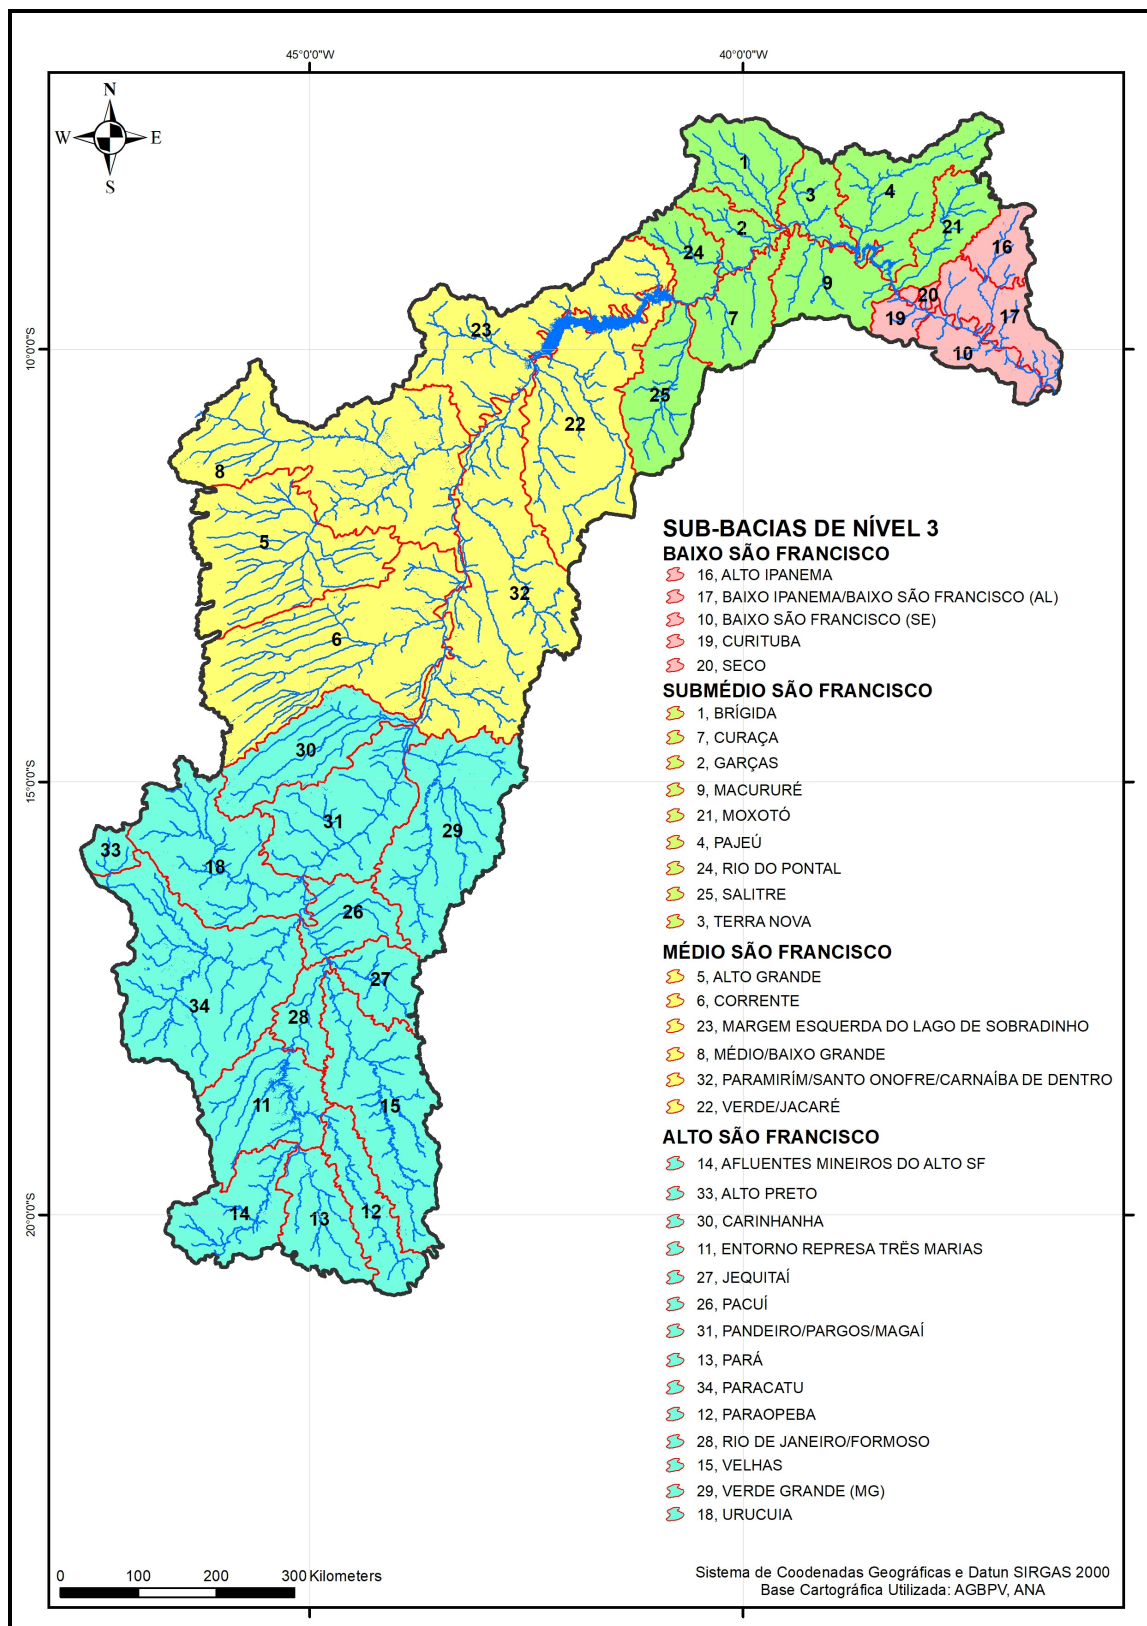 45°0'0"W
40°0'0"W
N
W
E
S
1
3
4
2
21
16
24
9
20
7
19
17
10
23
25
22
8
5
32
6
10°0'0"S
30
31
29
33
18
26
27
34
28
11
15
14
13
12
15°0'0"S
20°0'0"S
SUB-BACIAS DE NÍVEL 3
BAIXO SÃO FRANCISCO
16, ALTO IPANEMA
17, BAIXO IPANEMA/BAIXO SÃO FRANCISCO (AL)
10, BAIXO SÃO FRANCISCO (SE)
19, CURITUBA
20, SECO
SUBMÉDIO SÃO FRANCISCO
1, BRÍGIDA
7, CURAÇA
2, GARÇAS
9, MACURURÉ
21, MOXOTÓ
4, PAJEÚ
24, RIO DO PONTAL
25, SALITRE
3, TERRA NOVA
MÉDIO SÃO FRANCISCO
5, ALTO GRANDE
6, CORRENTE
23, MARGEM ESQUERDA DO LAGO DE SOBRADINHO
8, MÉDIO/BAIXO GRANDE
32, PARAMIRÍM/SANTO ONOFRE/CARNAÍBA DE DENTRO
22, VERDE/JACARÉ
ALTO SÃO FRANCISCO
14, AFLUENTES MINEIROS DO ALTO SF
33, ALTO PRETO
30, CARINHANHA
11, ENTORNO REPRESA TRÊS MARIAS
27, JEQUITAÍ
26, PACUÍ
31, PANDEIRO/PARGOS/MAGAÍ
13, PARÁ
34, PARACATU
12, PARAOPEBA
28, RIO DE JANEIRO/FORMOSO
15, VELHAS
29, VERDE GRANDE (MG)
18, URUCUIA
0 100 200 300 Kilometers
Sistema de Coodenadas Geográficas e Datun SIRGAS 2000
Base Cartográfica Utilizada: AGBPV, ANA